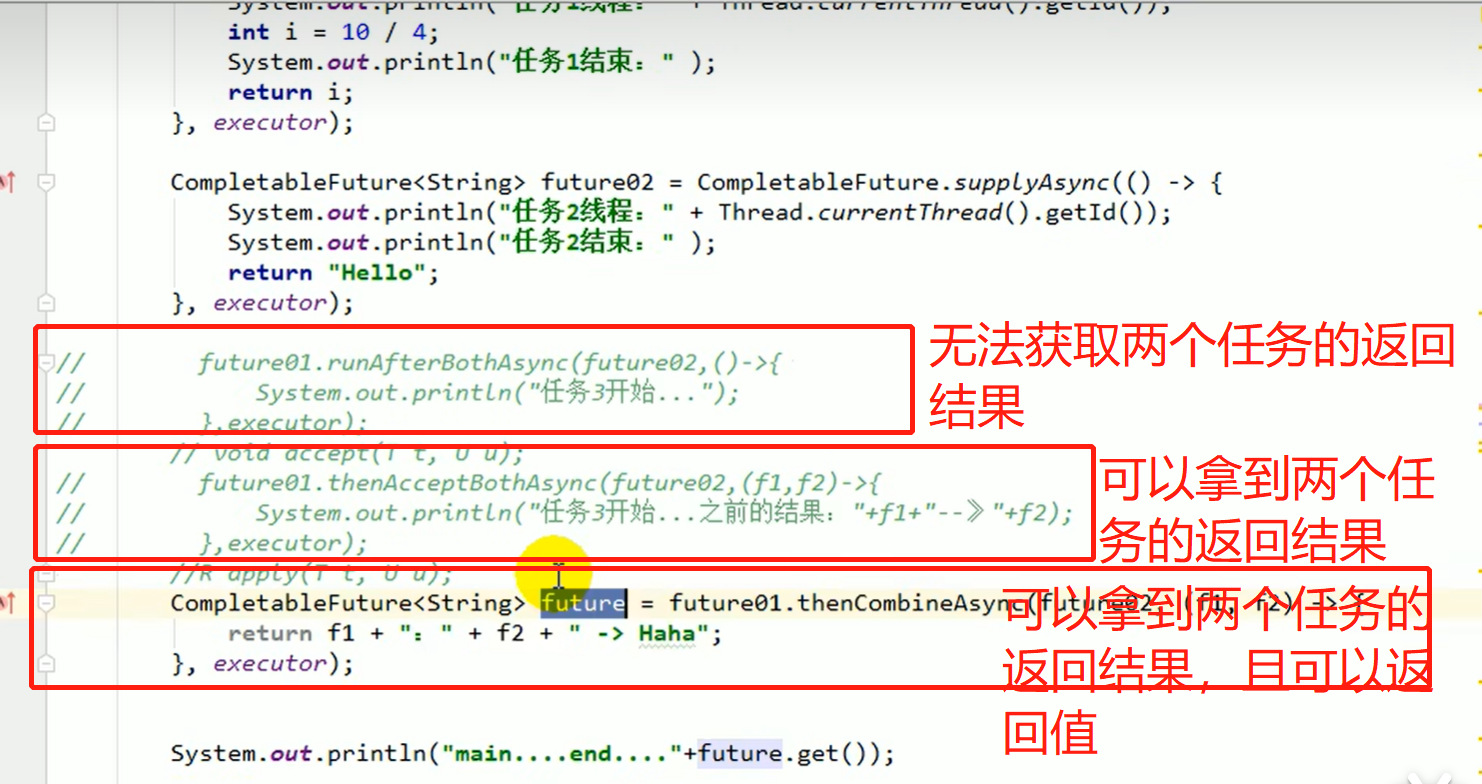 System.out.println("任务1线程：" + Thread.currentThread().getId());
int i = 10 / 4;
System.out.println("任务1结束：" );
return i;
}, executor);
CompletableFuture<String> future02 = CompletableFuture.supplyAsync(() -> {
System.out.println("任务2线程：" + Thread.currentThread().getId());
System.out.println("任务2结束：" );
return "Hello";
}, executor);
// future01.runAfterBothAsync(future02,()->{
// System.out.println("任务3开始...");
// },executor);
无法获取两个任务的返回
结果
// void accept(T t, U u);
// future01.thenAcceptBothAsync(future02,(f1,f2)->{
// System.out.println("任务3开始...之前的结果："+f1+"--》"+f2);
// },executor);
可以拿到两个任
务的返回结果
//R apply(T t, U u);
CompletableFuture<String> future = future01.thenCombineAsync(future02, (f1, f2) -> {
return f1 + "：" + f2 + " -> Haha";
}, executor);
可以拿到两个任务的
返回结果，且可以返
回值
System.out.println("main....end...."+future.get());